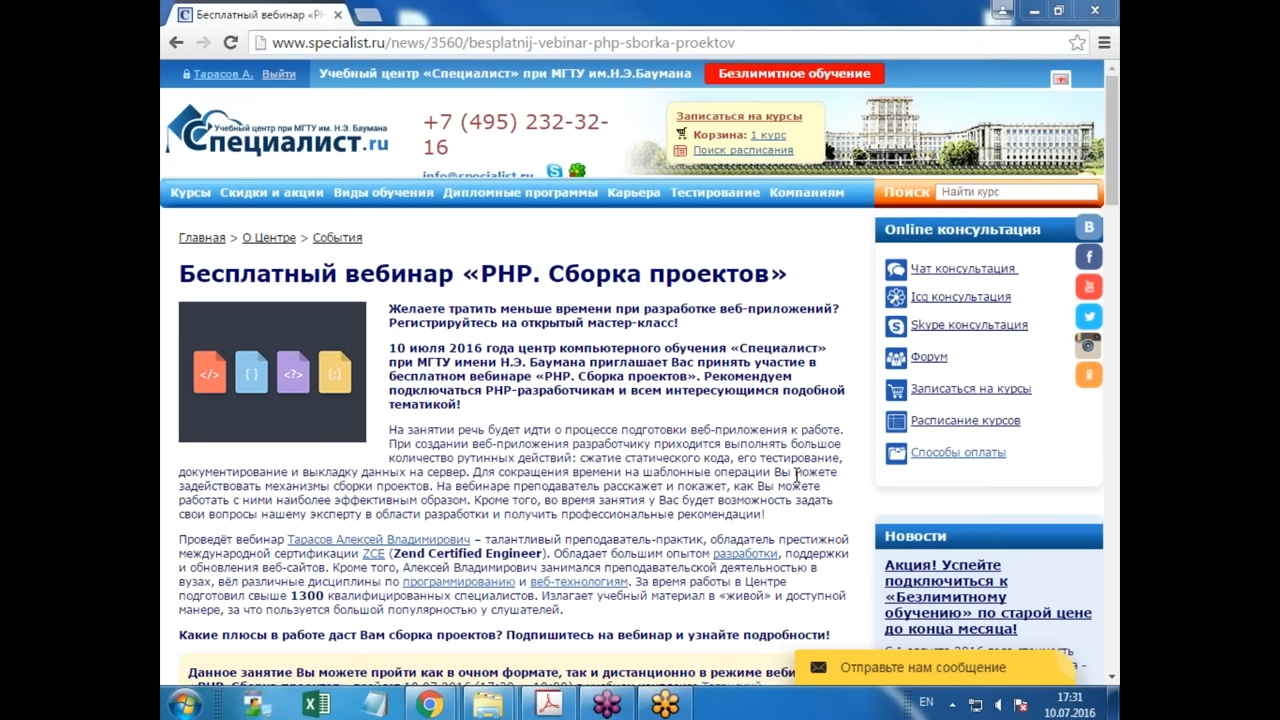 Бесплатный вебинар «PH
www.specialist.ru/news/3560/besplatnij-vebinar-php-sborka-proektov
Тарасов А. Выйти
Учебный центр «Специалист» при МГТУ им.Н.Э.Баумана
Безлимитное обучение
Учебный центр при МГТУ им. Н.Э. Баумана
Специалист.ru
+7 (495) 232-32-
16
info@specialist.ru
Записаться на курсы
Корзина: 1 курс
Поиск расписания
Курсы Скидки и акции Виды обучения Дипломные программы Карьера Тестирование Компаниям
Поиск Найти курс
Главная > О Центре > События
Бесплатный вебинар «PHP. Сборка проектов»
</> { } <?> {;}
Желаете тратить меньше времени при разработке веб-приложений?
Регистрируйтесь на открытый мастер-класс!
10 июля 2016 года центр компьютерного обучения «Специалист»
при МГТУ имени Н.Э. Баумана приглашает Вас принять участие в
бесплатном вебинаре «PHP. Сборка проектов». Рекомендуем
подключаться PHP-разработчикам и всем интересующимся подобной
тематикой!
На занятии речь будет идти о процессе подготовки веб-приложения к работе.
При создании веб-приложения разработчику приходится выполнять большое
количество рутинных действий: сжатие статического кода, его тестирование,
документирование и выкладку данных на сервер. Для сокращения времени на шаблонные операции Вы можете
задействовать механизмы сборки проектов. На вебинаре преподаватель расскажет и покажет, как Вы можете
работать с ними наиболее эффективным образом. Кроме того, во время занятия у Вас будет возможность задать
свои вопросы нашему эксперту в области разработки и получить профессиональные рекомендации!
Проведёт вебинар Тарасов Алексей Владимирович – талантливый преподаватель-практик, обладатель престижной
международной сертификации ZCE (Zend Certified Engineer). Обладает большим опытом разработки, поддержки
и обновления веб-сайтов. Кроме того, Алексей Владимирович занимался преподавательской деятельностью в
вузах, вёл различные дисциплины по программированию и веб-технологиям. За время работы в Центре
подготовил свыше 1300 квалифицированных специалистов. Излагает учебный материал в «живой» и доступной
манере, за что пользуется большой популярностью у слушателей.
Какие плюсы в работе даст Вам сборка проектов? Подпишитесь на вебинар и узнайте подробности!
Данное занятие Вы можете пройти как в очном формате, так и дистанционно в режиме веби
Online консультация
Чат консультация
Icq консультация
Skype консультация
Форум
Записаться на курсы
Расписание курсов
Способы оплаты
Новости
Акция! Успейте
подключиться к
«Безлимитному
обучению» по старой цене
до конца месяца!
Отправьте нам сообщение
EN
17:31
10.07.2016